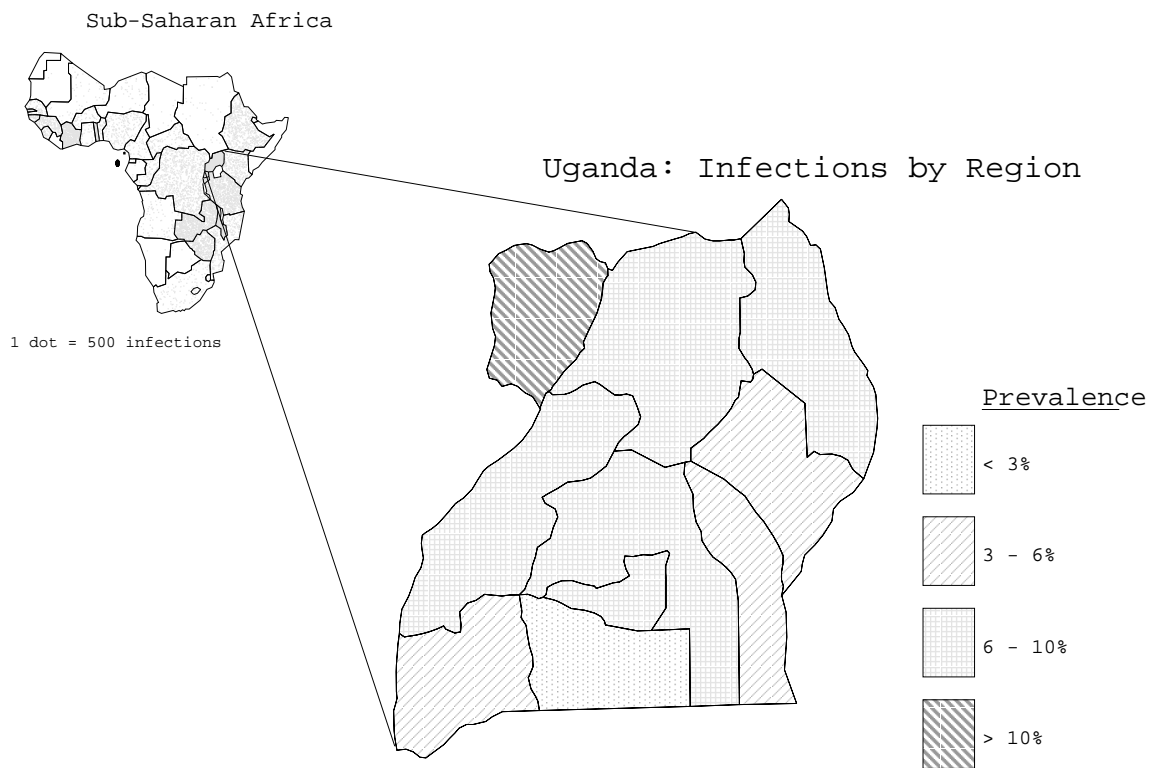 Sub-Saharan Africa
1 dot = 500 infections
Uganda: Infections by Region
Prevalence
< 3%
3 - 6%
6 - 10%
> 10%